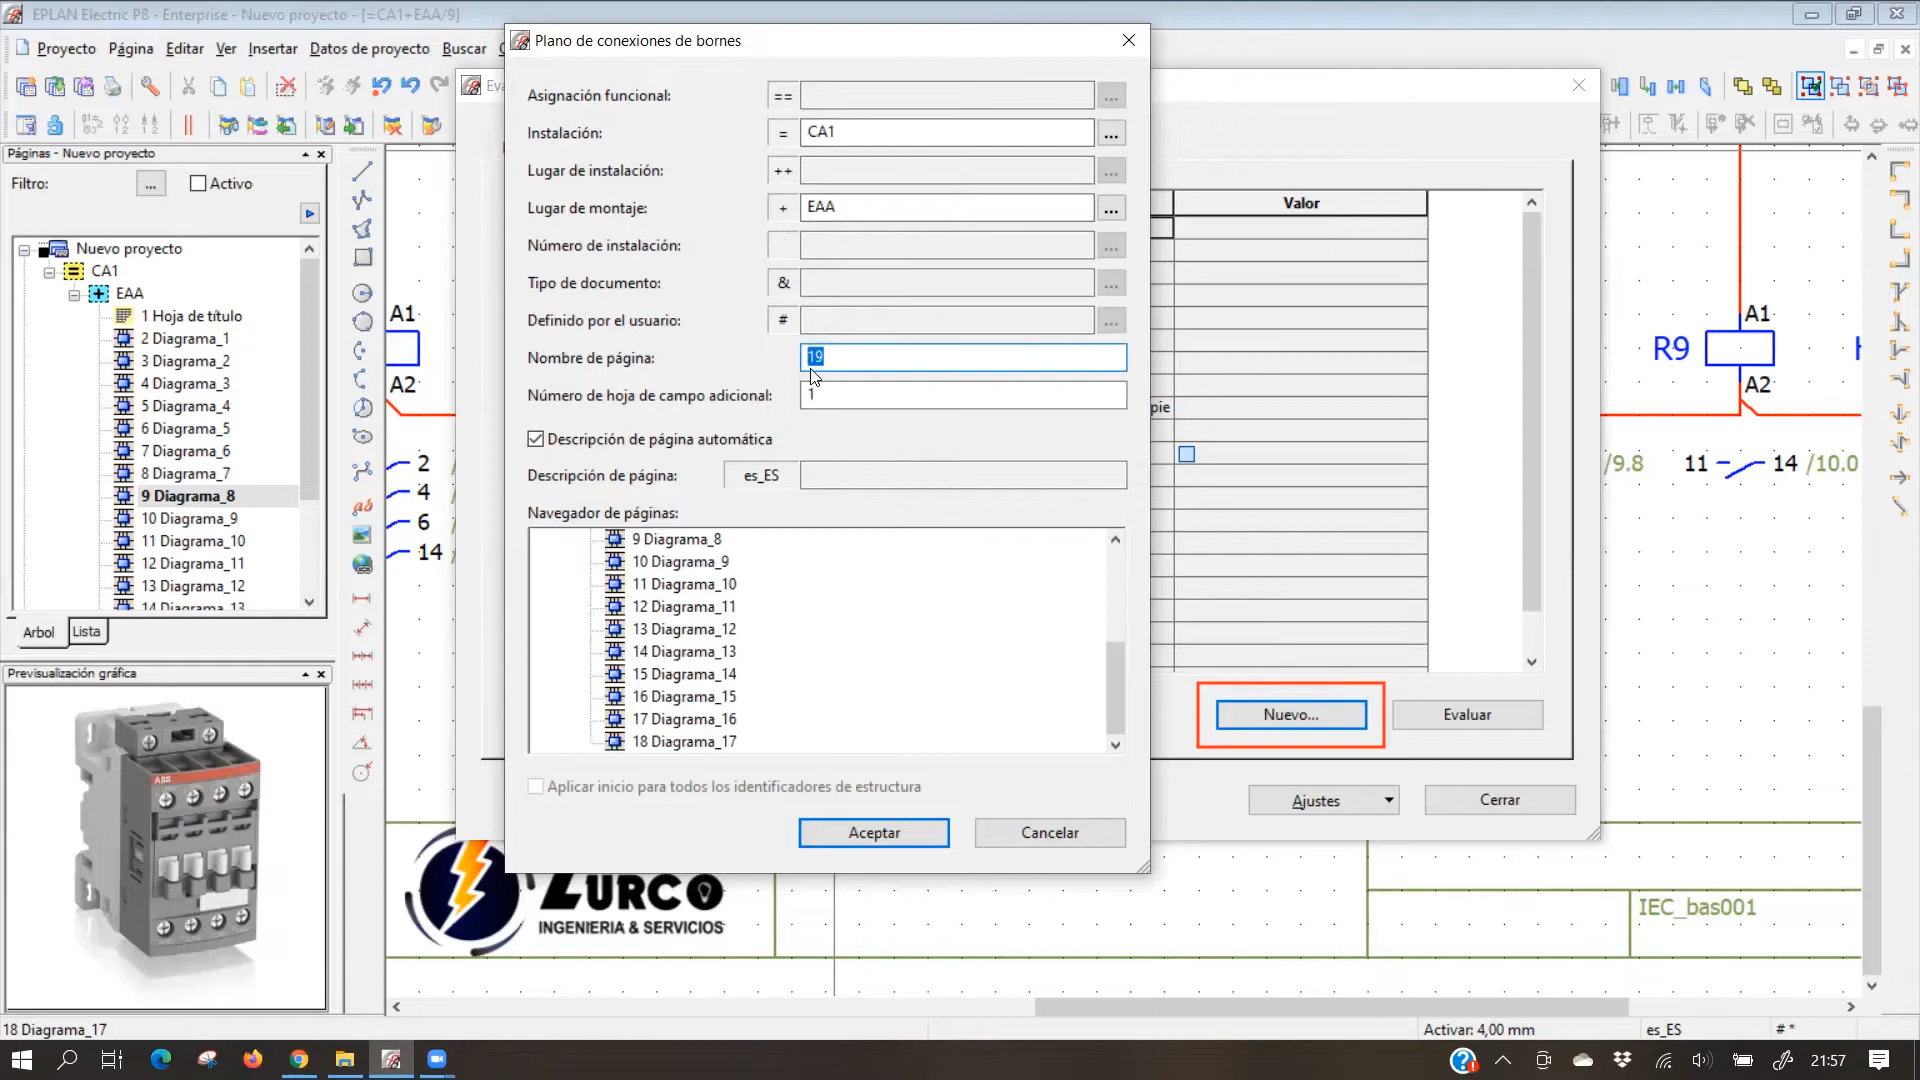 EPLAN Electric P8 - Enterprise - Nuevo proyecto - [=CA1+EAA/9]
Proyecto Página Editar Ver Insertar Datos de proyecto Buscar
Páginas - Nuevo proyecto
Filtro:
...
Activo
Nuevo proyecto
CA1
EAA
1 Hoja de título
2 Diagrama_1
3 Diagrama_2
4 Diagrama_3
5 Diagrama_4
6 Diagrama_5
7 Diagrama_6
8 Diagrama_7
9 Diagrama_8
10 Diagrama_9
11 Diagrama_10
12 Diagrama_11
13 Diagrama_12
14 Diagrama_13
Arbol Lista
Previsualización gráfica
ABB
A1
A2
2
4
6
14
Plano de conexiones de bornes
Asignación funcional: == ...
Instalación: = CA1 ...
Lugar de instalación: ++ ...
Lugar de montaje: + EAA ...
Número de instalación: ...
Tipo de documento: & ...
Definido por el usuario: # ...
Nombre de página: 19
Número de hoja de campo adicional: 1
Descripción de página automática
Descripción de página: es_ES
Navegador de páginas:
9 Diagrama_8
10 Diagrama_9
11 Diagrama_10
12 Diagrama_11
13 Diagrama_12
14 Diagrama_13
15 Diagrama_14
16 Diagrama_15
17 Diagrama_16
18 Diagrama_17
Aplicar inicio para todos los identificadores de estructura
Aceptar Cancelar
Valor
pie
Nuevo... Evaluar
Ajustes Cerrar
A1
R9
A2
/9.8 11 14 /10.0
ZURCO
INGENIERIA & SERVICIOS
IEC_bas001
18 Diagrama_17
Activar: 4,00 mm es_ES # *
21:57